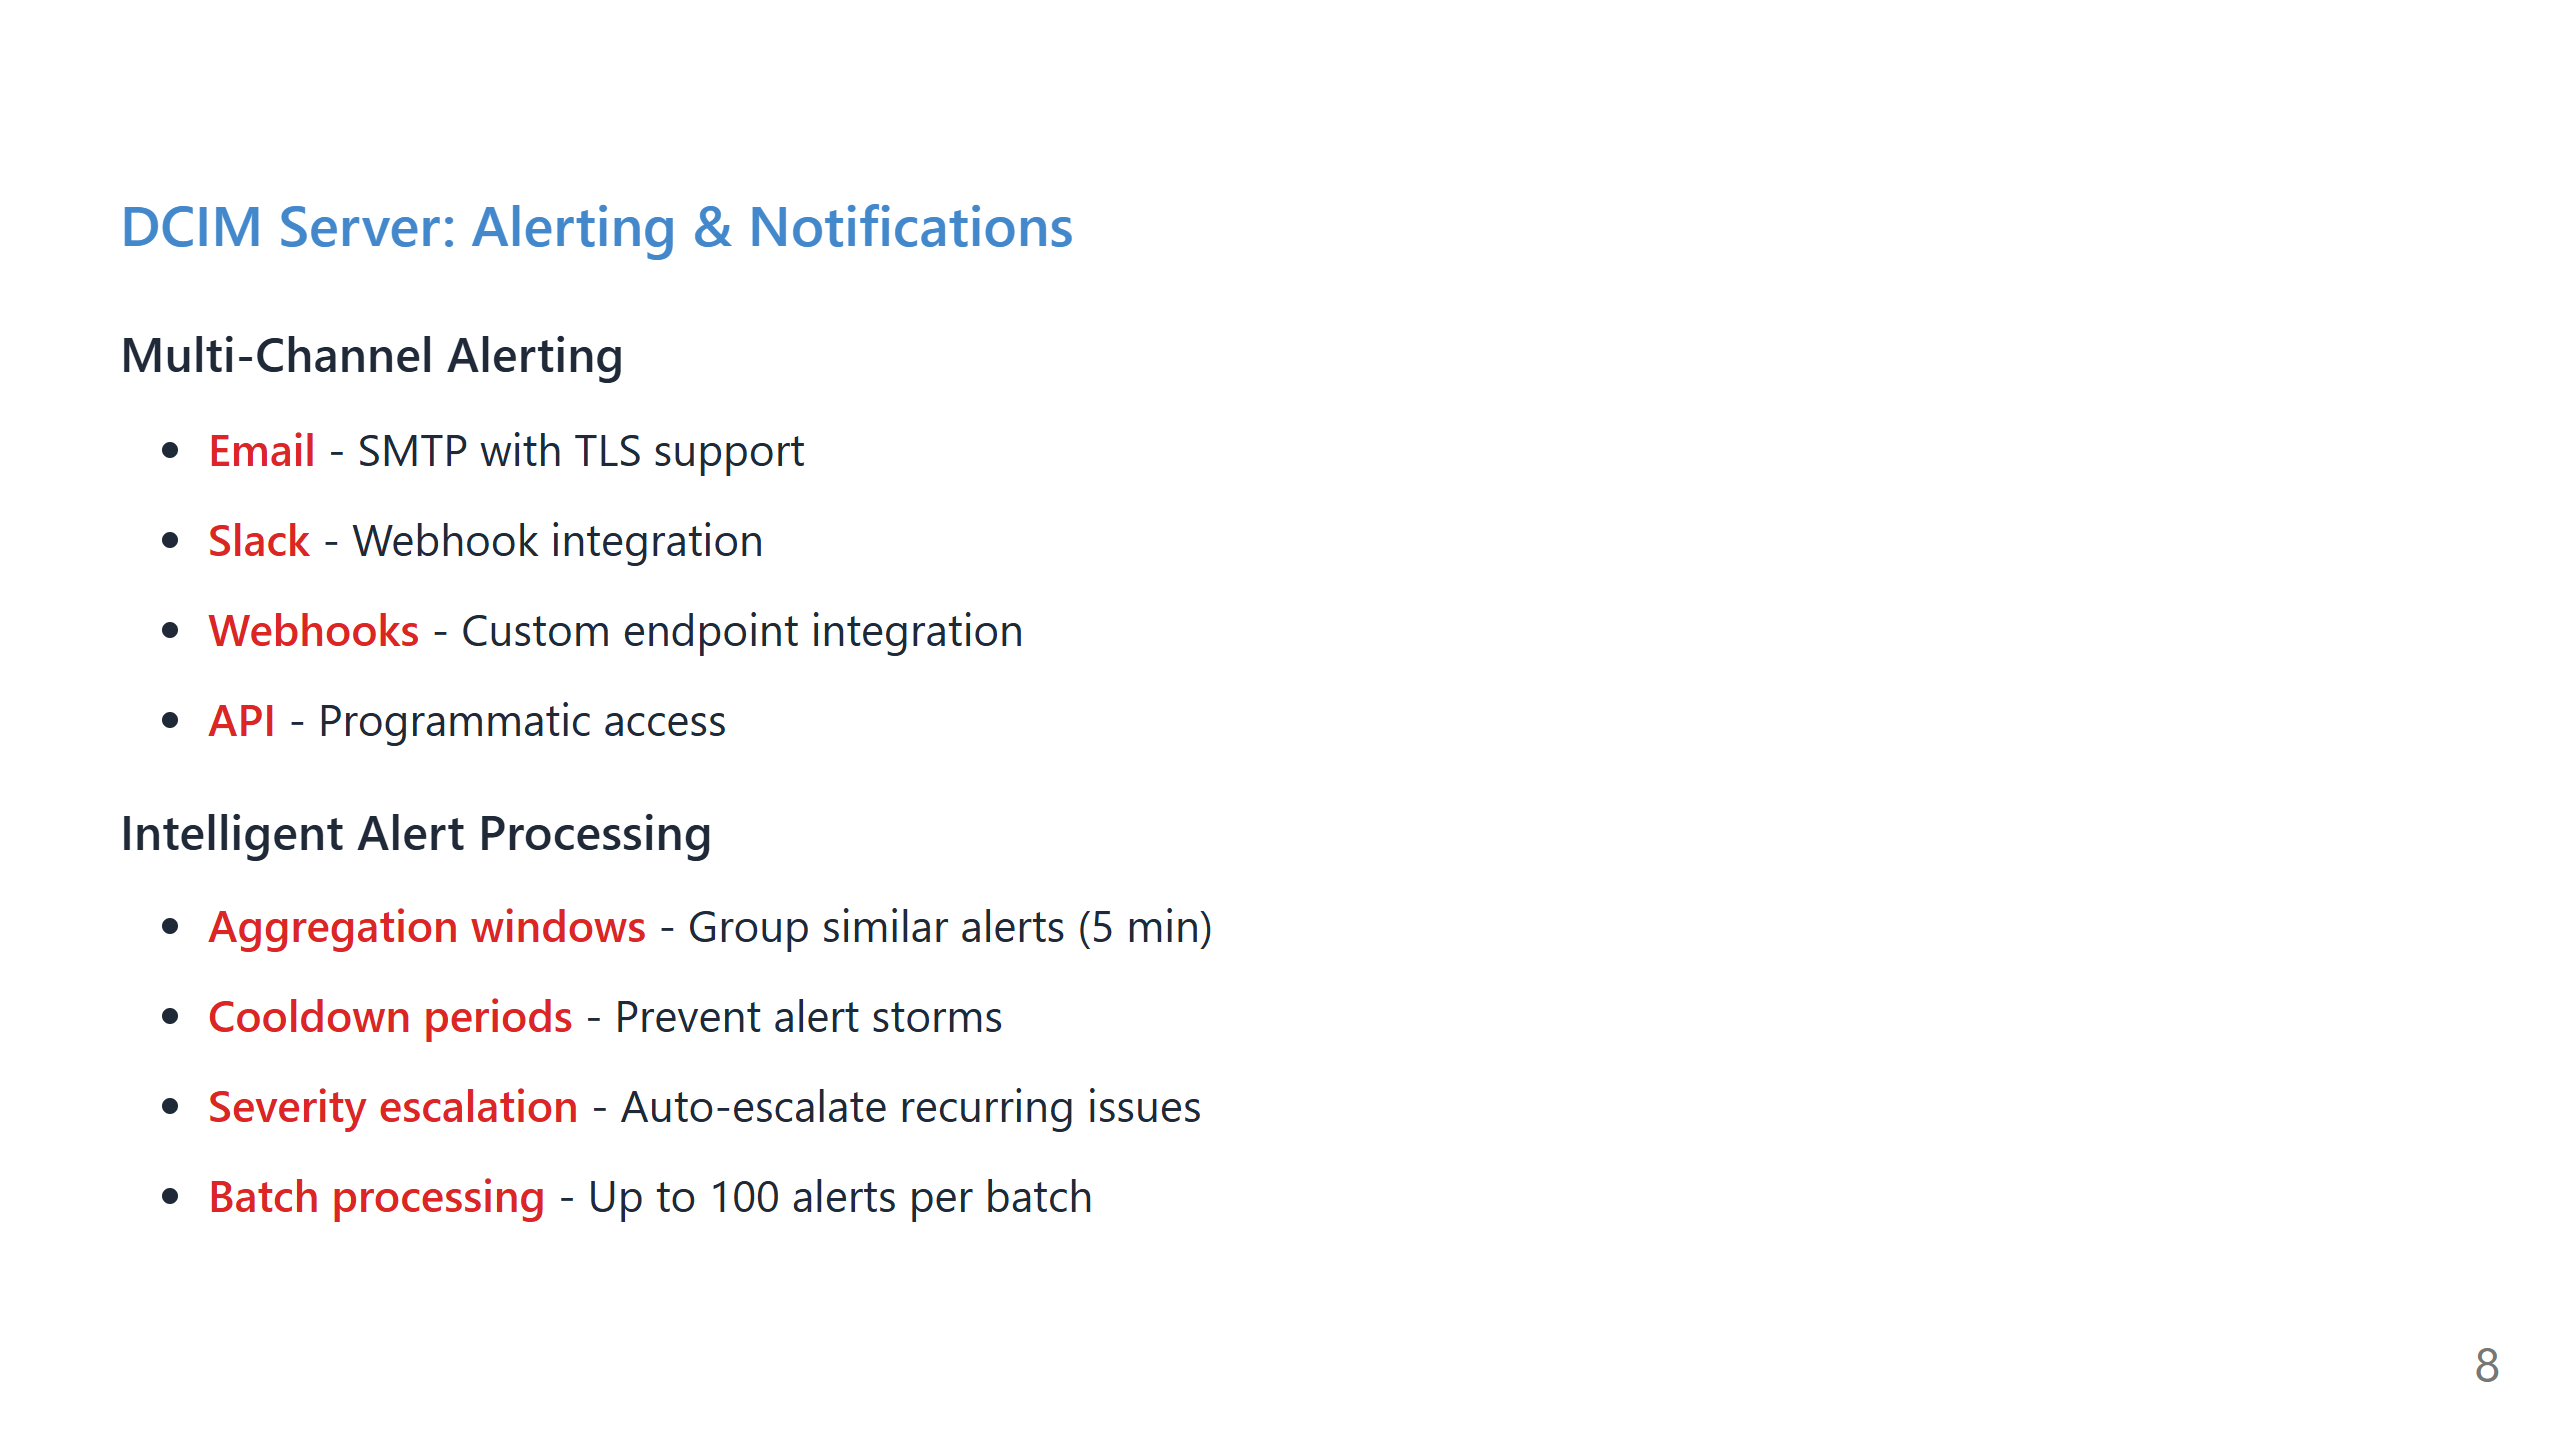 DCIM Server: Alerting & Notifications
Multi-Channel Alerting
• Email - SMTP with TLS support
• Slack - Webhook integration
• Webhooks - Custom endpoint integration
• API - Programmatic access
Intelligent Alert Processing
• Aggregation windows - Group similar alerts (5 min)
• Cooldown periods - Prevent alert storms
• Severity escalation - Auto-escalate recurring issues
• Batch processing - Up to 100 alerts per batch
8